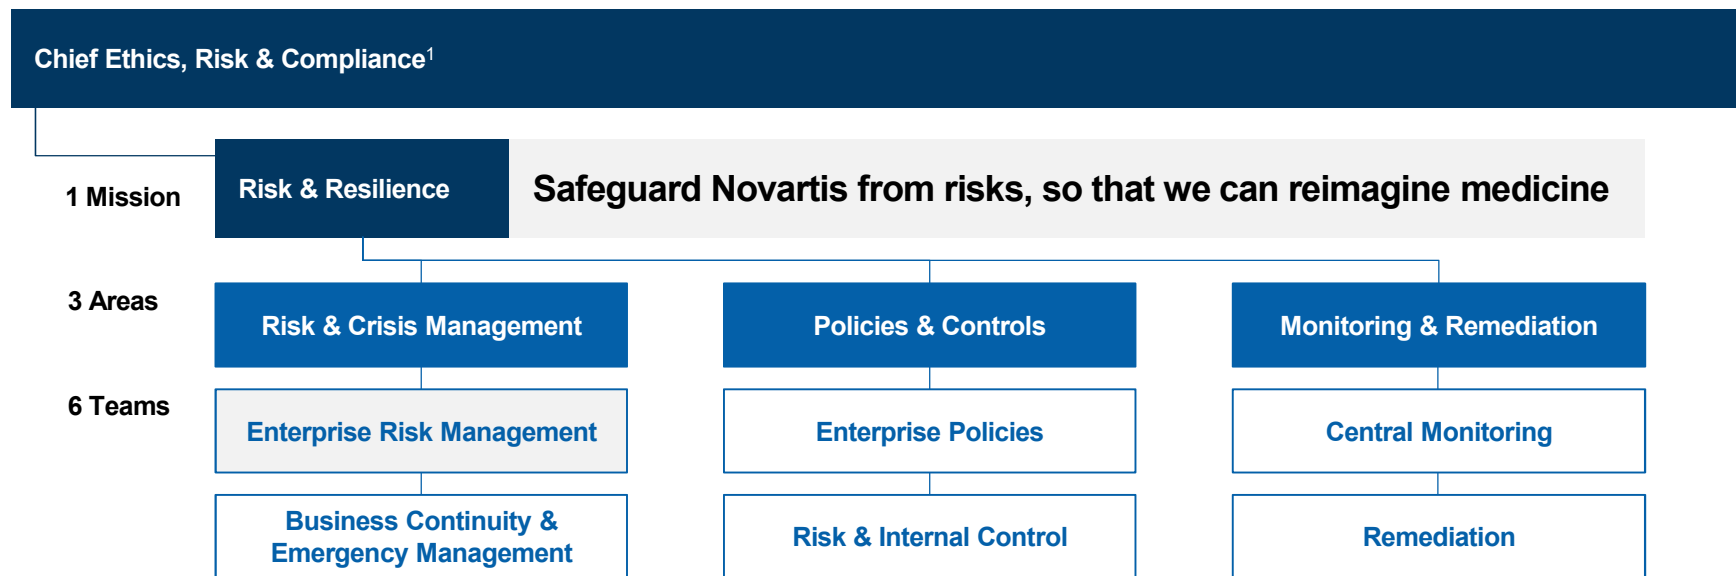 Chief Ethics, Risk & Compliance¹
1 Mission
Risk & Resilience
Safeguard Novartis from risks, so that we can reimagine medicine
3 Areas
Risk & Crisis Management
Policies & Controls
Monitoring & Remediation
6 Teams
Enterprise Risk Management
Enterprise Policies
Central Monitoring
Business Continuity &
Emergency Management
Risk & Internal Control
Remediation